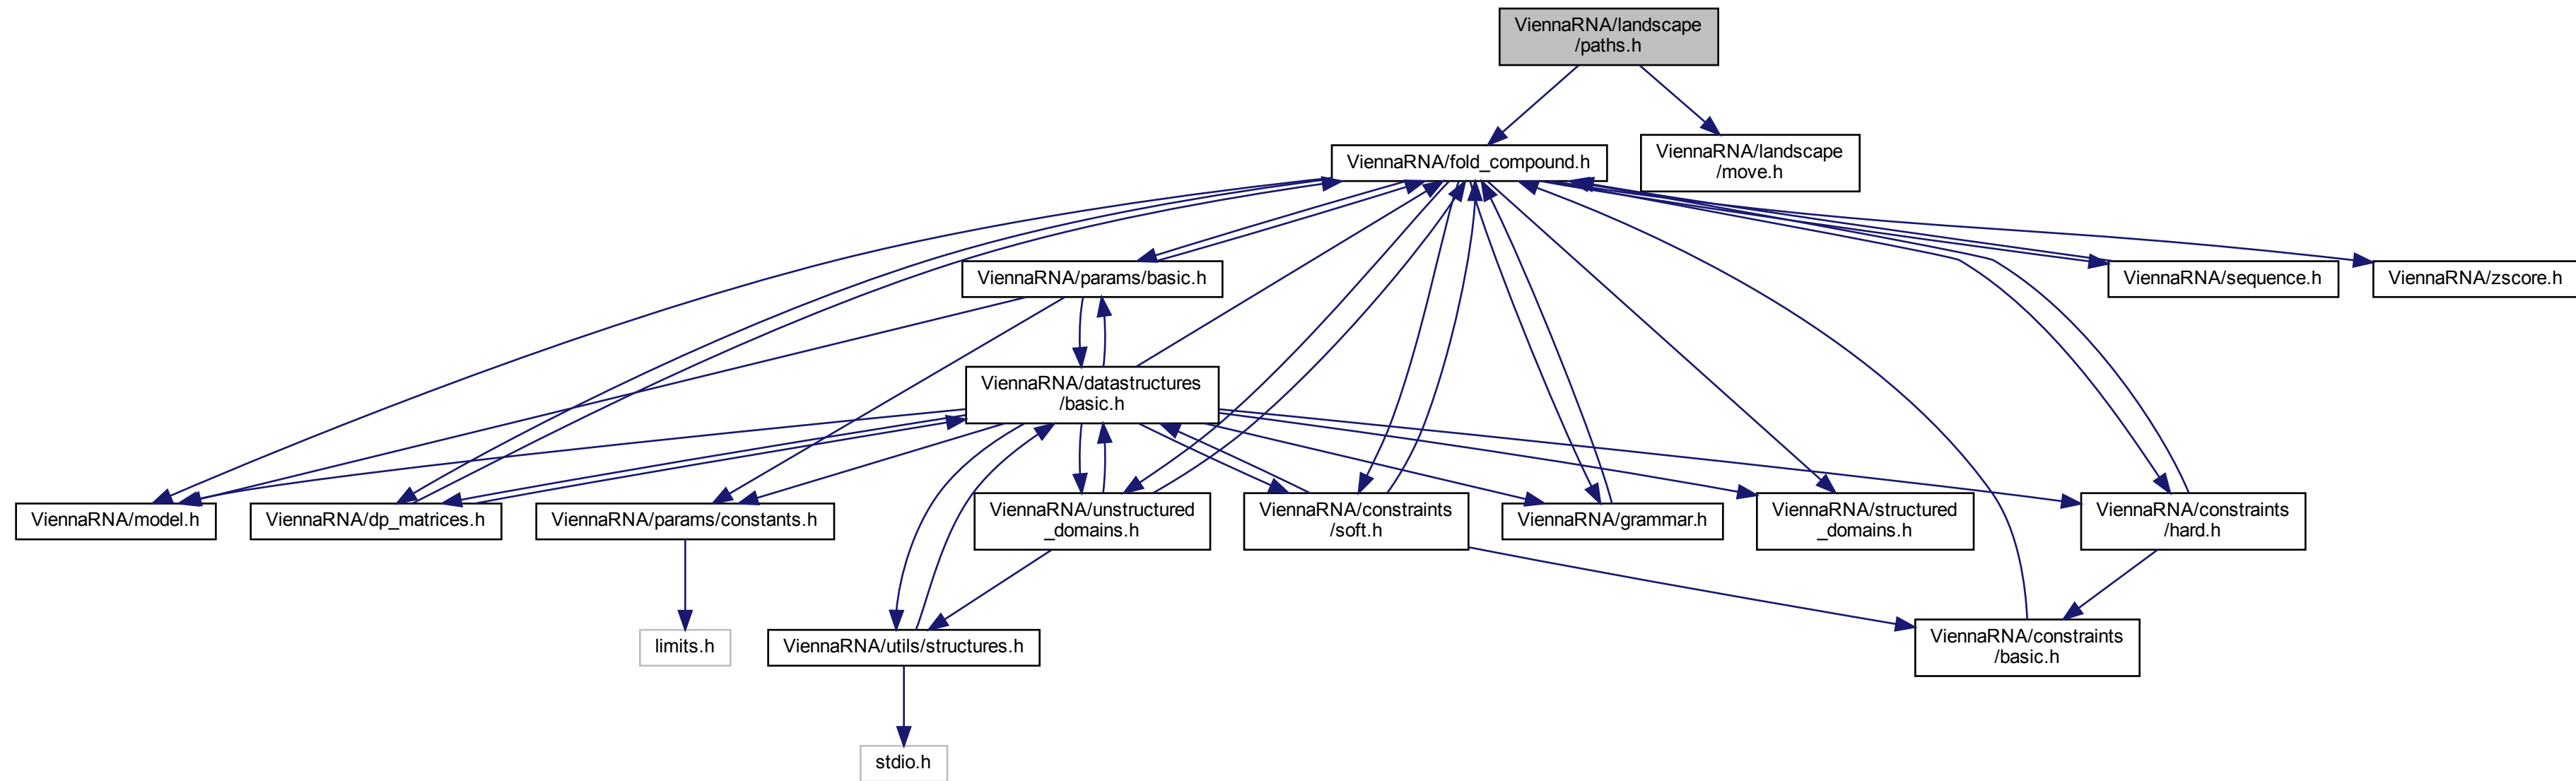 ViennaRNA/landscape
/paths.h
ViennaRNA/fold_compound.h
ViennaRNA/landscape
/move.h
ViennaRNA/params/basic.h
ViennaRNA/sequence.h
ViennaRNA/zscore.h
ViennaRNA/datastructures
/basic.h
ViennaRNA/model.h
ViennaRNA/dp_matrices.h
ViennaRNA/params/constants.h
ViennaRNA/unstructured
_domains.h
ViennaRNA/constraints
/soft.h
ViennaRNA/grammar.h
ViennaRNA/structured
_domains.h
ViennaRNA/constraints
/hard.h
limits.h
ViennaRNA/utils/structures.h
ViennaRNA/constraints
/basic.h
stdio.h